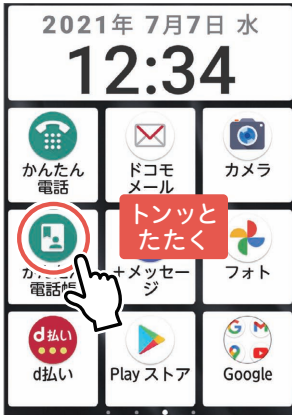 2021年 7月7日 水
12:34
かんたん
電話
ドコモ
メール
カメラ
トンッと
たたく
電話帳
+メッセー
ジ
フォト
d払い
d払い
Play ストア
Google